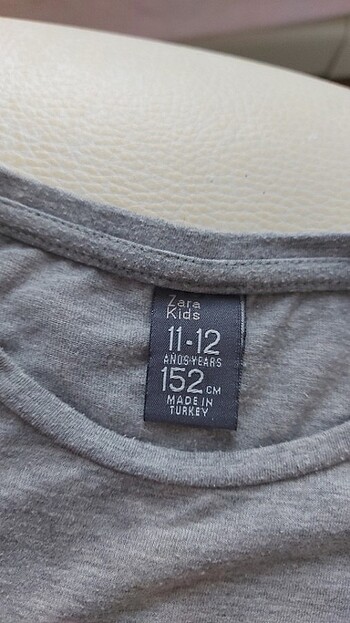 Zara
Kids
11-12
AÑOS·YEARS
152 CM
MADE IN
TURKEY